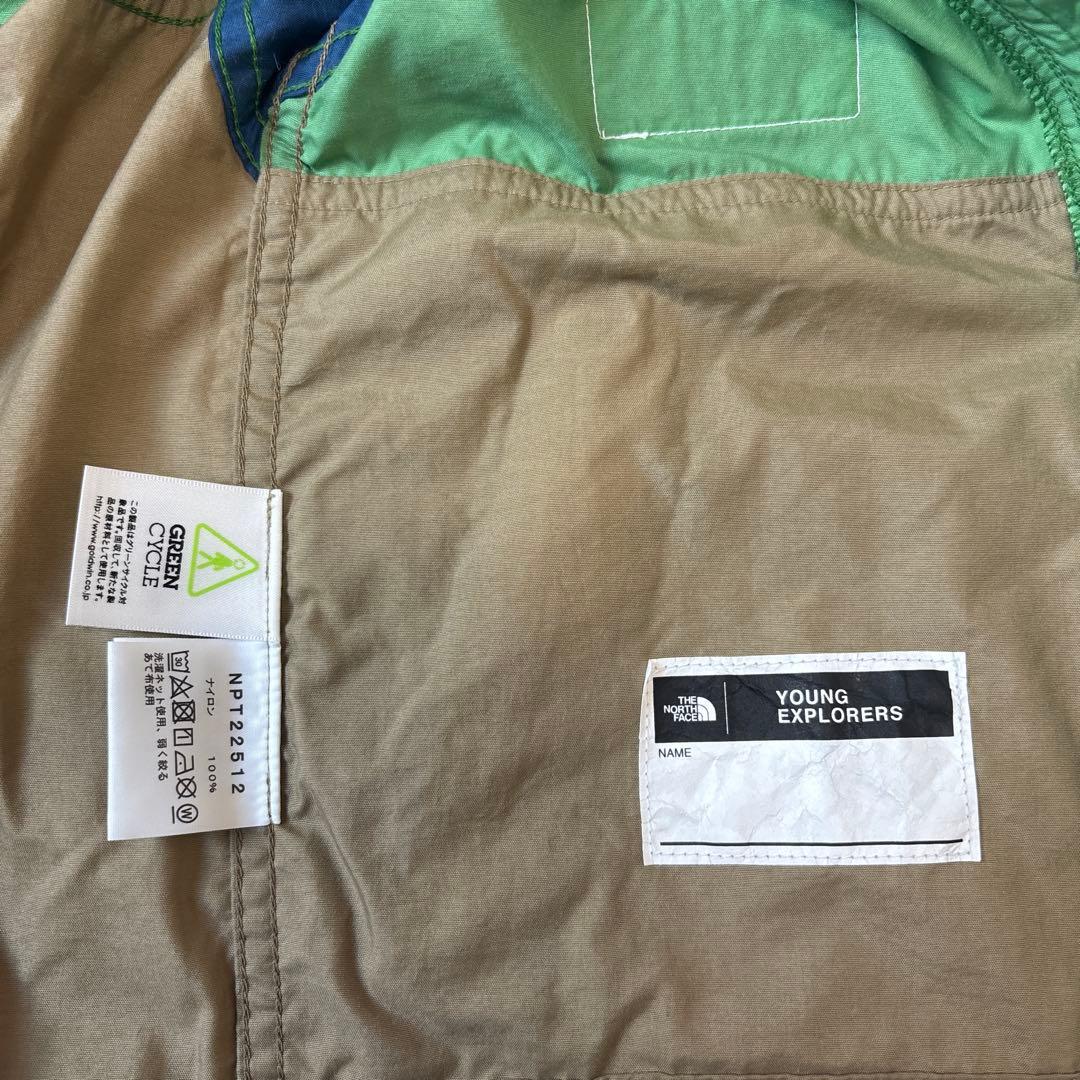 GREEN
CYCLE
この製品はグリーンサイクル対
象品です。回収して、新たな製
品の原材料として使用します。
http://www.goldwin.co.jp
NPT22512
ナイロン 100%
30
W
洗濯ネット使用、弱く絞る
あて布使用
THE
NORTH
FACE
YOUNG
EXPLORERS
NAME